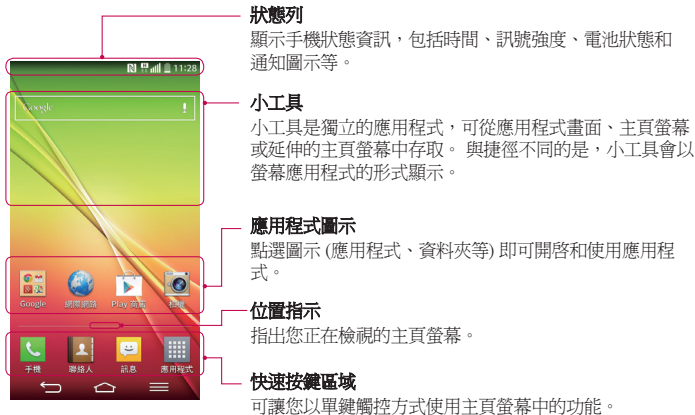 狀態列
顯示手機狀態資訊，包括時間、訊號強度、電池狀態和
通知圖示等。
11:28
Google
小工具
小工具是獨立的應用程式，可從應用程式畫面、主頁螢幕
或延伸的主頁螢幕中存取。 與捷徑不同的是，小工具會以
螢幕應用程式的形式顯示。
應用程式圖示
點選圖示 (應用程式、資料夾等) 即可開啟和使用應用程
式。
Google 網際網路 Play 商店 相機
位置指示
指出您正在檢視的主頁螢幕。
手機 聯絡人 訊息 應用程式
快速按鍵區域
可讓您以單鍵觸控方式使用主頁螢幕中的功能。